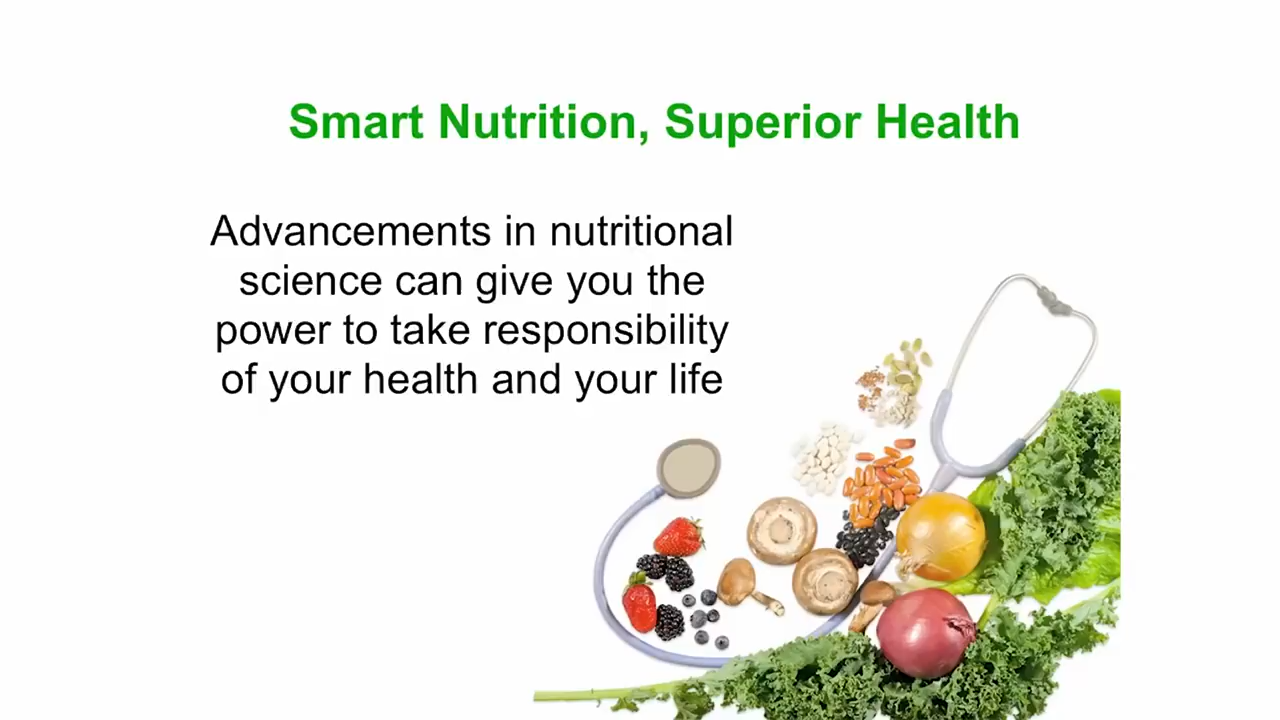 Smart Nutrition, Superior Health
Advancements in nutritional
science can give you the
power to take responsibility
of your health and your life